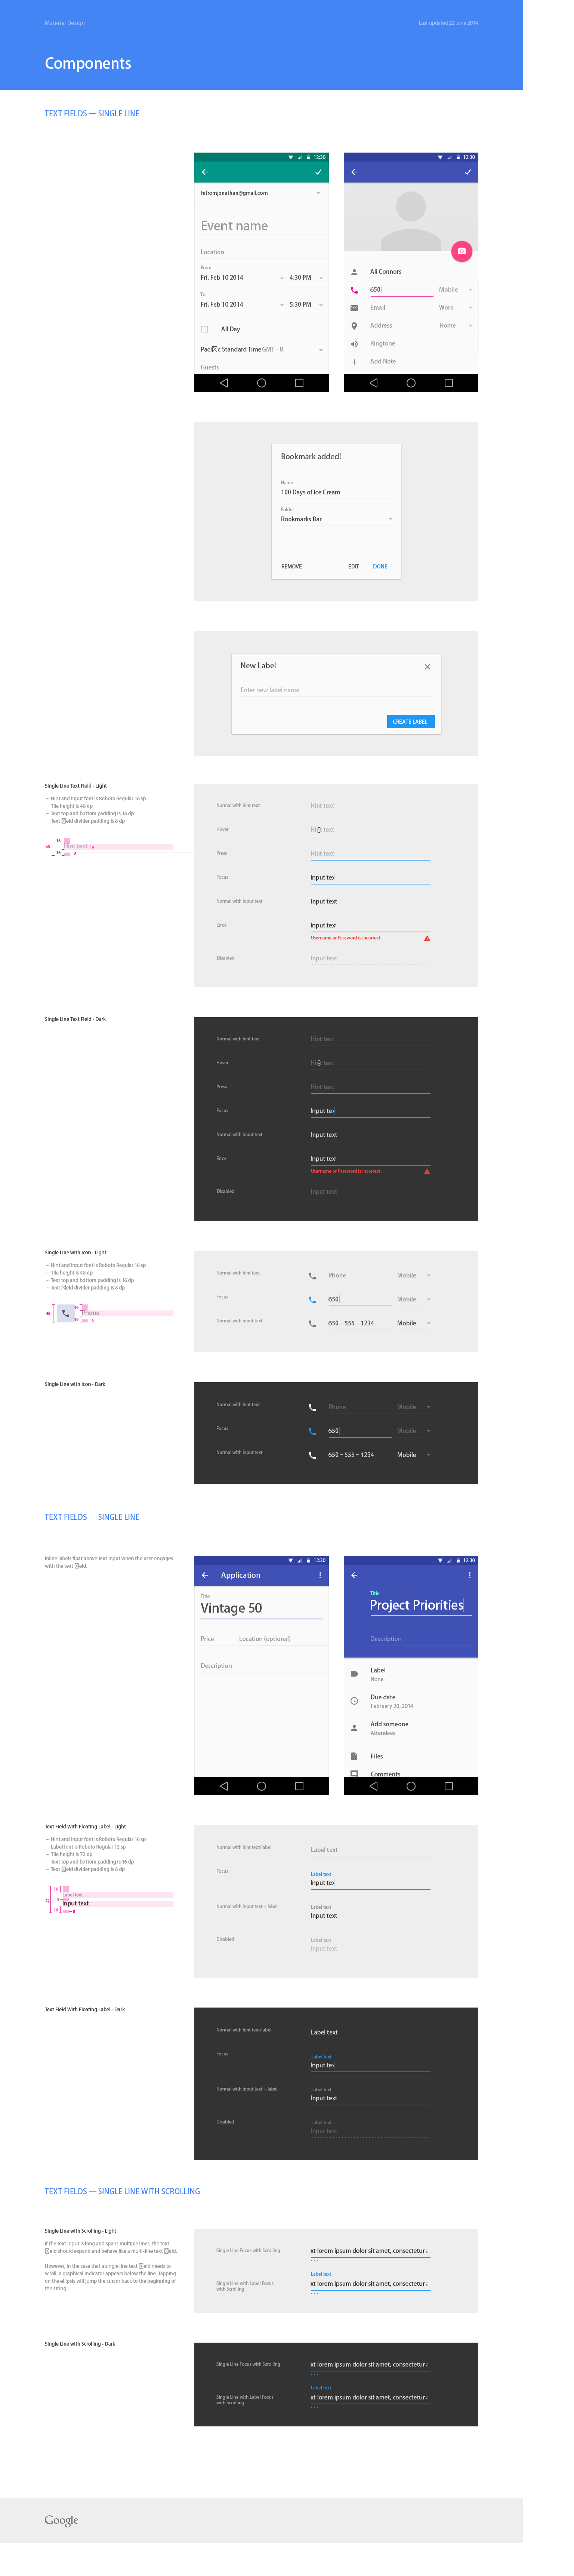 Material Design
Last updated 22 June 2014
Components
TEXT FIELDS — SINGLE LINE
12:30
hifromjonathan@gmail.com
Event name
Location
From
Fri, Feb 10 2014 4:30 PM
To
Fri, Feb 10 2014 5:30 PM
All Day
Paci☒c Standard Time GMT – 8
Guests
12:30
Ali Connors
650 Mobile
Email Work
Address Home
Ringtone
Add Note
Bookmark added!
Name
100 Days of Ice Cream
Folder
Bookmarks Bar
REMOVE EDIT DONE
New Label
Enter new label name
CREATE LABEL
Single Line Text Field - Light
– Hint and input font is Roboto Regular 16 sp
– Tile height is 48 dp
– Text top and bottom padding is 16 dp
– Text ☒eld divider padding is 8 dp
16
48 Hint text 16
16 8
Normal with hint text Hint text
Hover Hint text
Press Hint text
Focus Input tex
Normal with input text Input text
Error Input tex
Username or Password is incorrect.
Disabled Input text
Single Line Text Field - Dark
Normal with hint text Hint text
Hover Hint text
Press Hint text
Focus Input tex
Normal with input text Input text
Error Input tex
Username or Password is incorrect.
Disabled Input text
Single Line with Icon - Light
– Hint and input font is Roboto Regular 16 sp
– Tile height is 48 dp
– Text top and bottom padding is 16 dp
– Text ☒eld divider padding is 8 dp
16
48 Phone
16 8
Normal with hint text Phone Mobile
Focus 650 Mobile
Normal with input text 650 – 555 – 1234 Mobile
Single Line with Icon - Dark
Normal with hint text Phone Mobile
Focus 650 Mobile
Normal with input text 650 – 555 – 1234 Mobile
TEXT FIELDS — SINGLE LINE
Inline labels float above text input when the user engages
with the text ☒eld.
12:30
Application
Title
Vintage 50
Price Location (optional)
Description
12:30
Title
Project Priorities
Description
Label
None
Due date
February 20, 2014
Add someone
Attendees
Files
Comments
Text Field With Floating Label - Light
– Hint and input font is Roboto Regular 16 sp
– Label font is Roboto Regular 12 sp
– Tile height is 72 dp
– Text top and bottom padding is 16 dp
– Text ☒eld divider padding is 8 dp
16
Label text
72 8
Input text
16 8
Normal with hint text/label Label text
Focus Label text
Input tex
Normal with input text + label Label text
Input text
Disabled Label text
Input text
Text Field With Floating Label - Dark
Normal with hint text/label Label text
Focus Label text
Input tex
Normal with input text + label Label text
Input text
Disabled Label text
Input text
TEXT FIELDS — SINGLE LINE WITH SCROLLING
Single Line with Scrolling - Light
If the text input is long and spans multiple lines, the text
☒eld should expand and behave like a multi-line text ☒eld.
However, in the case that a single line text ☒eld needs to
scroll, a graphical indicator appears below the line. Tapping
on the ellipsis will jump the cursor back to the beginning of
the string.
Single Line Focus with Scrolling xt lorem ipsum dolor sit amet, consectetur a
...
Label text
Single Line with Label Focus xt lorem ipsum dolor sit amet, consectetur a
with Scrolling ...
Single Line with Scrolling - Dark
Single Line Focus with Scrolling xt lorem ipsum dolor sit amet, consectetur a
...
Label text
Single Line with Label Focus xt lorem ipsum dolor sit amet, consectetur a
with Scrolling ...
Google